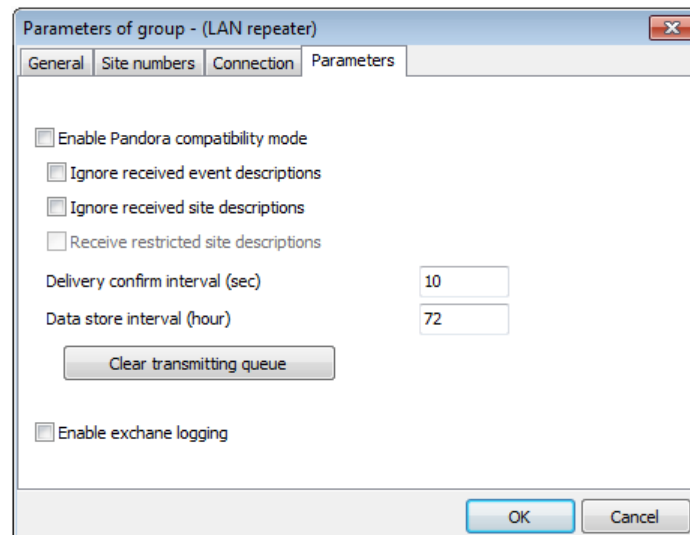 Parameters of group - (LAN repeater)
General Site numbers Connection Parameters
Enable Pandora compatibility mode
Ignore received event descriptions
Ignore received site descriptions
Receive restricted site descriptions
Delivery confirm interval (sec) 10
Data store interval (hour) 72
Clear transmitting queue
Enable exchane logging
OK Cancel